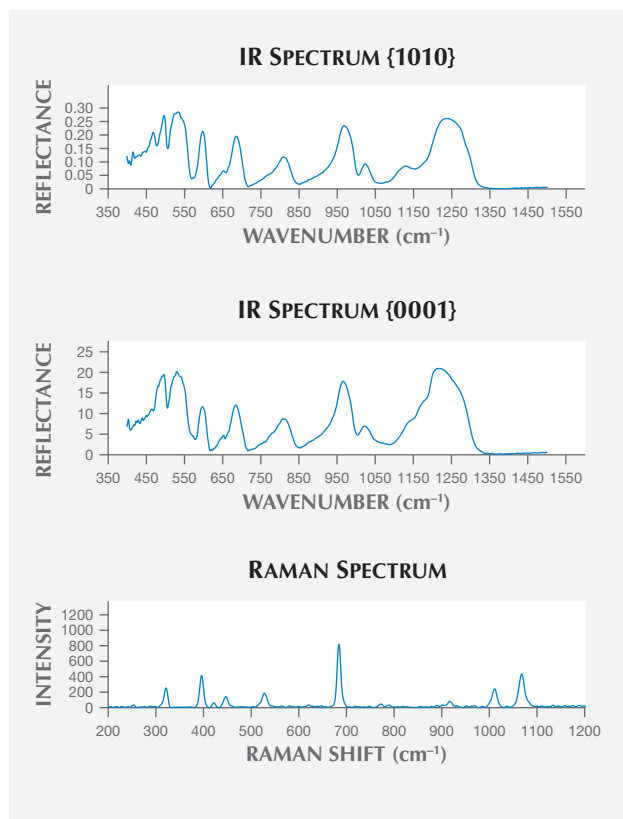 IR SPECTRUM {1010}
REFLECTANCE
0.30
0.25
0.20
0.15
0.10
0.05
0
350 450 550 650 750 850 950 1050 1150 1250 1350 1450 1550
WAVENUMBER (cm⁻¹)
IR SPECTRUM {0001}
REFLECTANCE
25
20
15
10
5
0
350 450 550 650 750 850 950 1050 1150 1250 1350 1450 1550
WAVENUMBER (cm⁻¹)
RAMAN SPECTRUM
INTENSITY
1200
1000
800
600
400
200
0
200 300 400 500 600 700 800 900 1000 1100 1200
RAMAN SHIFT (cm⁻¹)